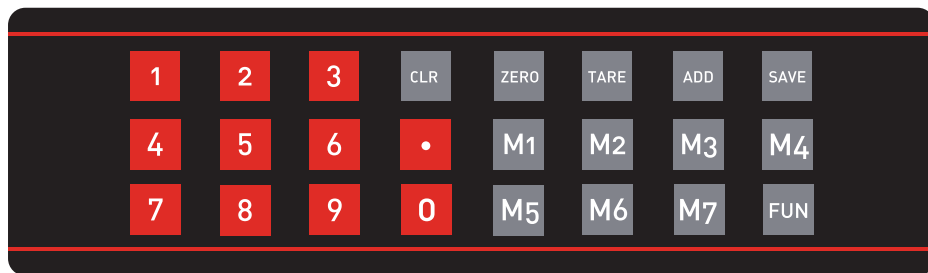 1 2 3 CLR ZERO TARE ADD SAVE
4 5 6 • M1 M2 M3 M4
7 8 9 0 M5 M6 M7 FUN